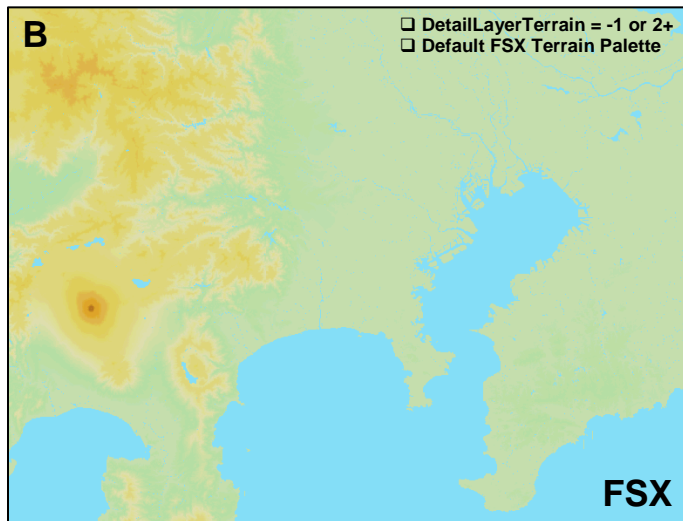 B
❑ DetailLayerTerrain = -1 or 2+
❑ Default FSX Terrain Palette
FSX